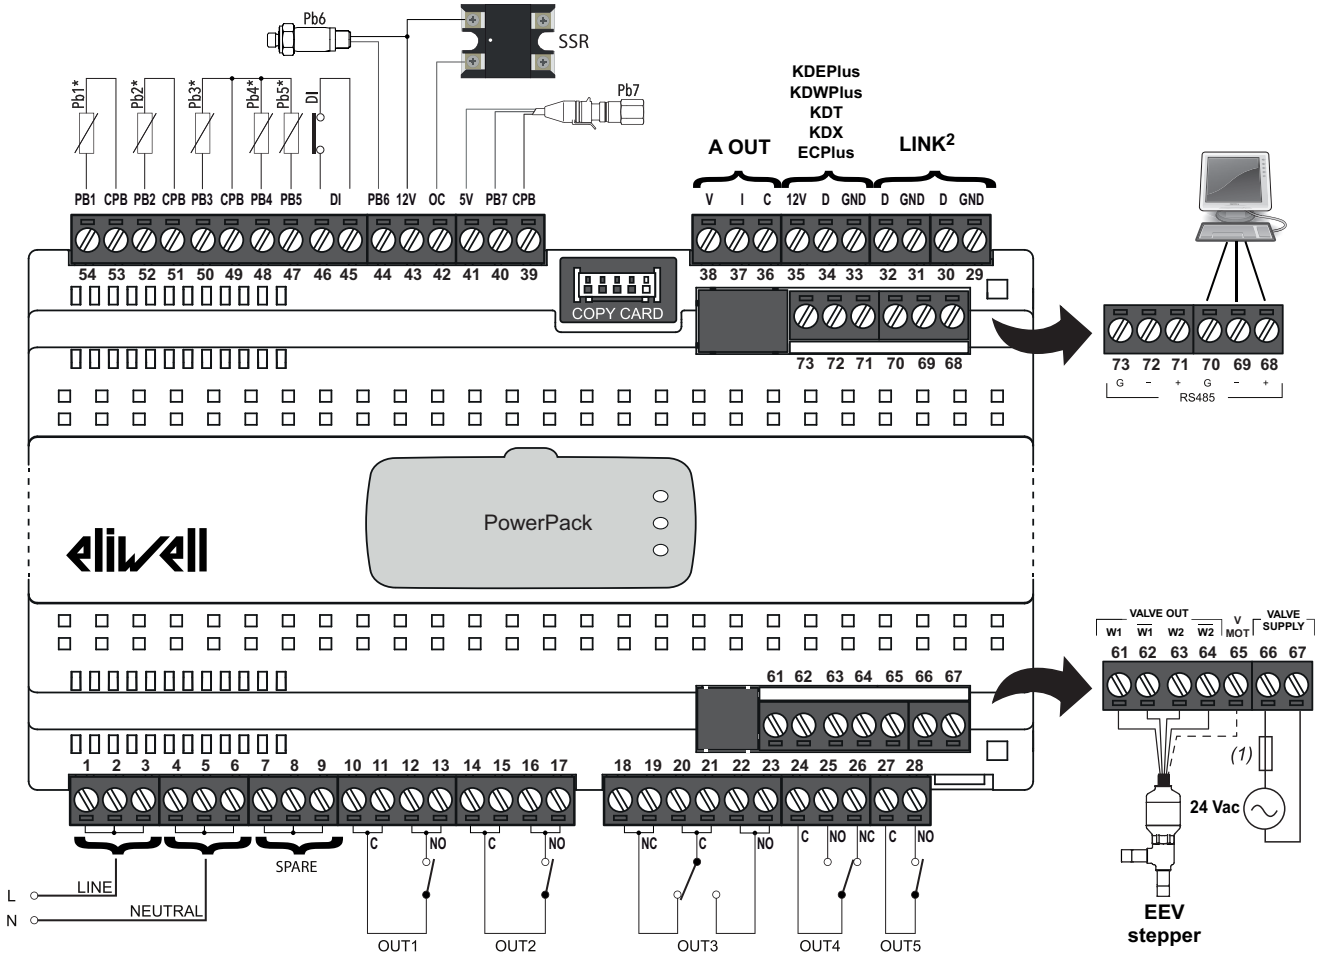 Pb6
SSR
Pb7
Pb1* Pb2* Pb3* Pb4* Pb5* DI
KDEPlus
KDWPlus
KDT
KDX
ECPlus
A OUT
LINK2
PB1 CPB PB2 CPB PB3 CPB PB4 PB5 DI PB6 12V OC 5V PB7 CPB
V I C 12V D GND D GND D GND
54 53 52 51 50 49 48 47 46 45 44 43 42 41 40 39
38 37 36 35 34 33 32 31 30 29
COPY CARD
73 72 71 70 69 68
73 72 71 70 69 68
G - + G - +
RS485
PowerPack
eliwell
VALVE OUT
V MOT
VALVE SUPPLY
W1 W1 W2 W2
61 62 63 64 65 66 67
61 62 63 64 65 66 67
(1)
24 Vac
EEV
stepper
1 2 3 4 5 6 7 8 9 10 11 12 13 14 15 16 17
18 19 20 21 22 23 24 25 26 27 28
C NO C NO NC C NO C NO NC C NO
SPARE
L LINE
N NEUTRAL
OUT1 OUT2 OUT3 OUT4 OUT5